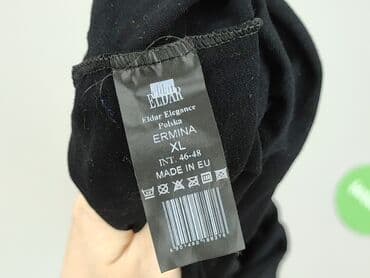 ELDAR
Eldar Elegance
Polska
ERMINA
XL
INT. 46-48
MADE IN EU